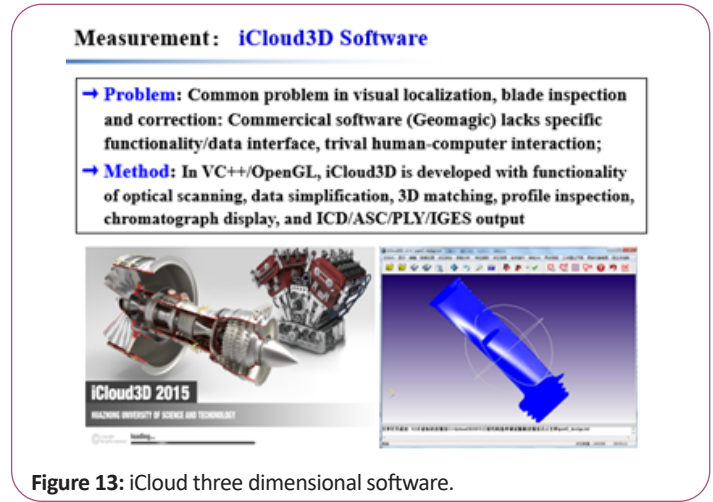 Measurement: iCloud3D Software
→ Problem: Common problem in visual localization, blade inspection
and correction: Commercical software (Geomagic) lacks specific
functionality/data interface, trival human-computer interaction;
→ Method: In VC++/OpenGL, iCloud3D is developed with functionality
of optical scanning, data simplification, 3D matching, profile inspection,
chromatograph display, and ICD/ASC/PLY/IGES output
iCloud3D 2015
HUAZHONG UNIVERSITY OF SCIENCE AND TECHNOLOGY
loading...
Figure 13: iCloud three dimensional software.